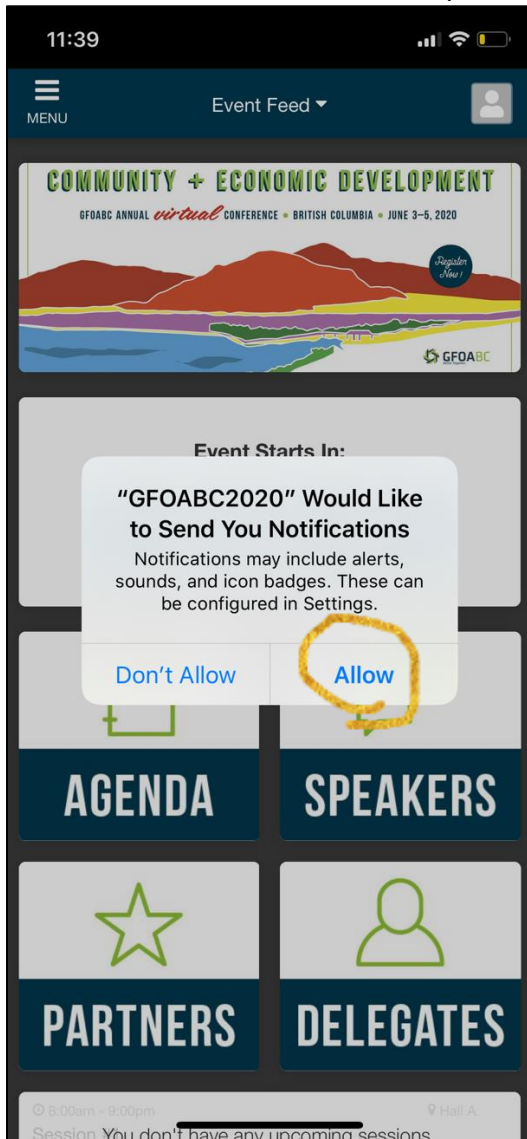 11:39
MENU
Event Feed
COMMUNITY + ECONOMIC DEVELOPMENT
GFOABC ANNUAL virtual CONFERENCE • BRITISH COLUMBIA • JUNE 3–5, 2020
Register
Now!
GFOABC
Event Starts In:
"GFOABC2020" Would Like
to Send You Notifications
Notifications may include alerts,
sounds, and icon badges. These can
be configured in Settings.
Don't Allow
Allow
AGENDA
SPEAKERS
PARTNERS
DELEGATES
8:00am - 9:00pm
Hall A
Session
You don't have any upcoming sessions